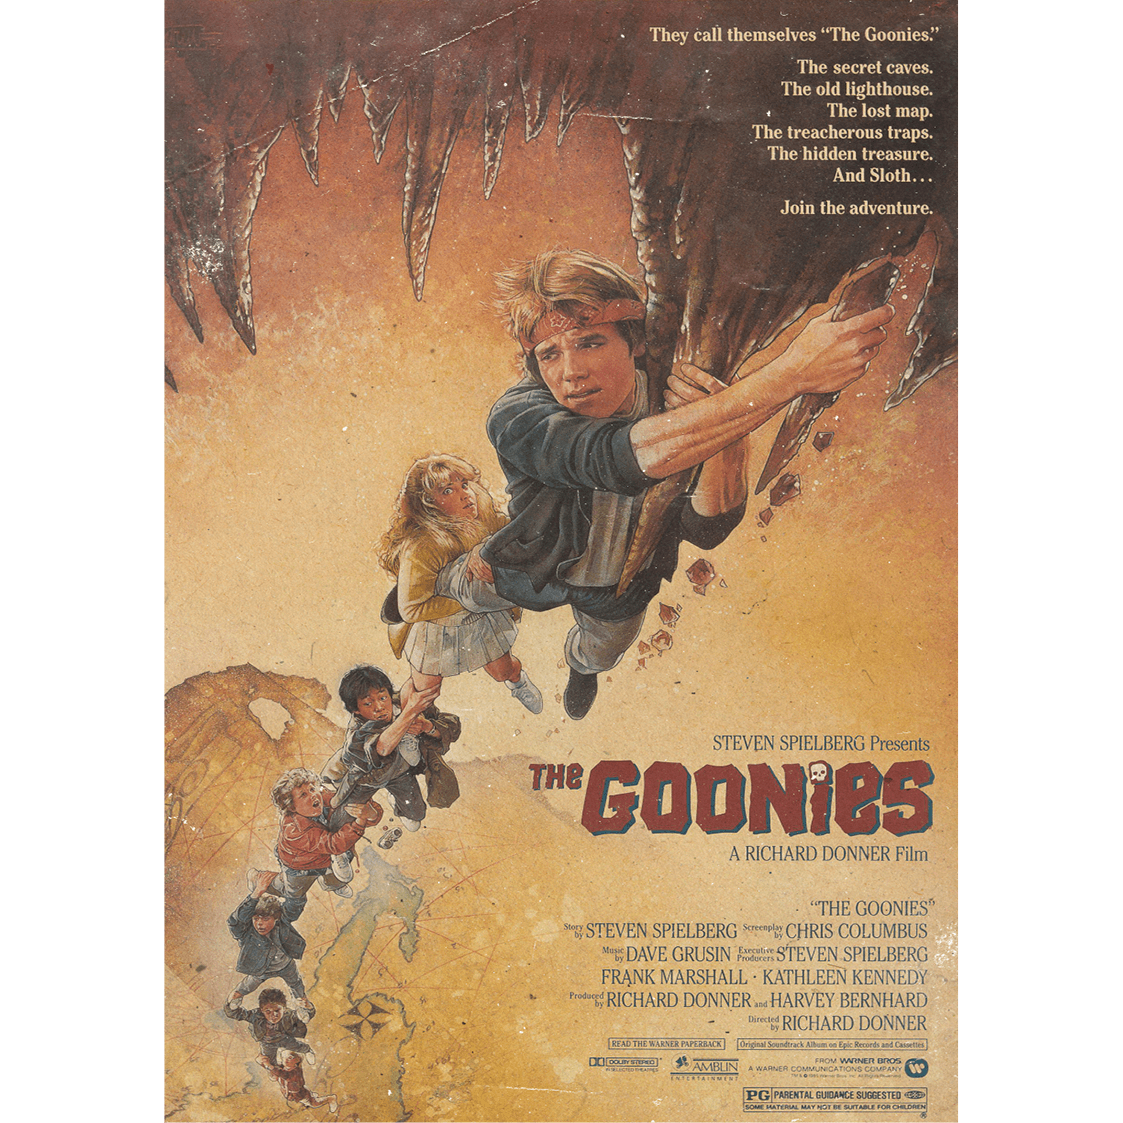 They call themselves “The Goonies.”
The secret caves.
The old lighthouse.
The lost map.
The treacherous traps.
The hidden treasure.
And Sloth...
Join the adventure.
STEVEN SPIELBERG Presents
THE GOONiES
A RICHARD DONNER Film
“THE GOONIES”
Story by STEVEN SPIELBERG Screenplay by CHRIS COLUMBUS
Music by DAVE GRUSIN Executive Producers STEVEN SPIELBERG
FRANK MARSHALL · KATHLEEN KENNEDY
Produced by RICHARD DONNER and HARVEY BERNHARD
Directed by RICHARD DONNER
READ THE WARNER PAPERBACK Original Soundtrack Album on Epic Records and Cassettes
DOLBY STEREO IN SELECTED THEATRES
AMBLIN ENTERTAINMENT
FROM WARNER BROS
A WARNER COMMUNICATIONS COMPANY
PG PARENTAL GUIDANCE SUGGESTED
SOME MATERIAL MAY NOT BE SUITABLE FOR CHILDREN